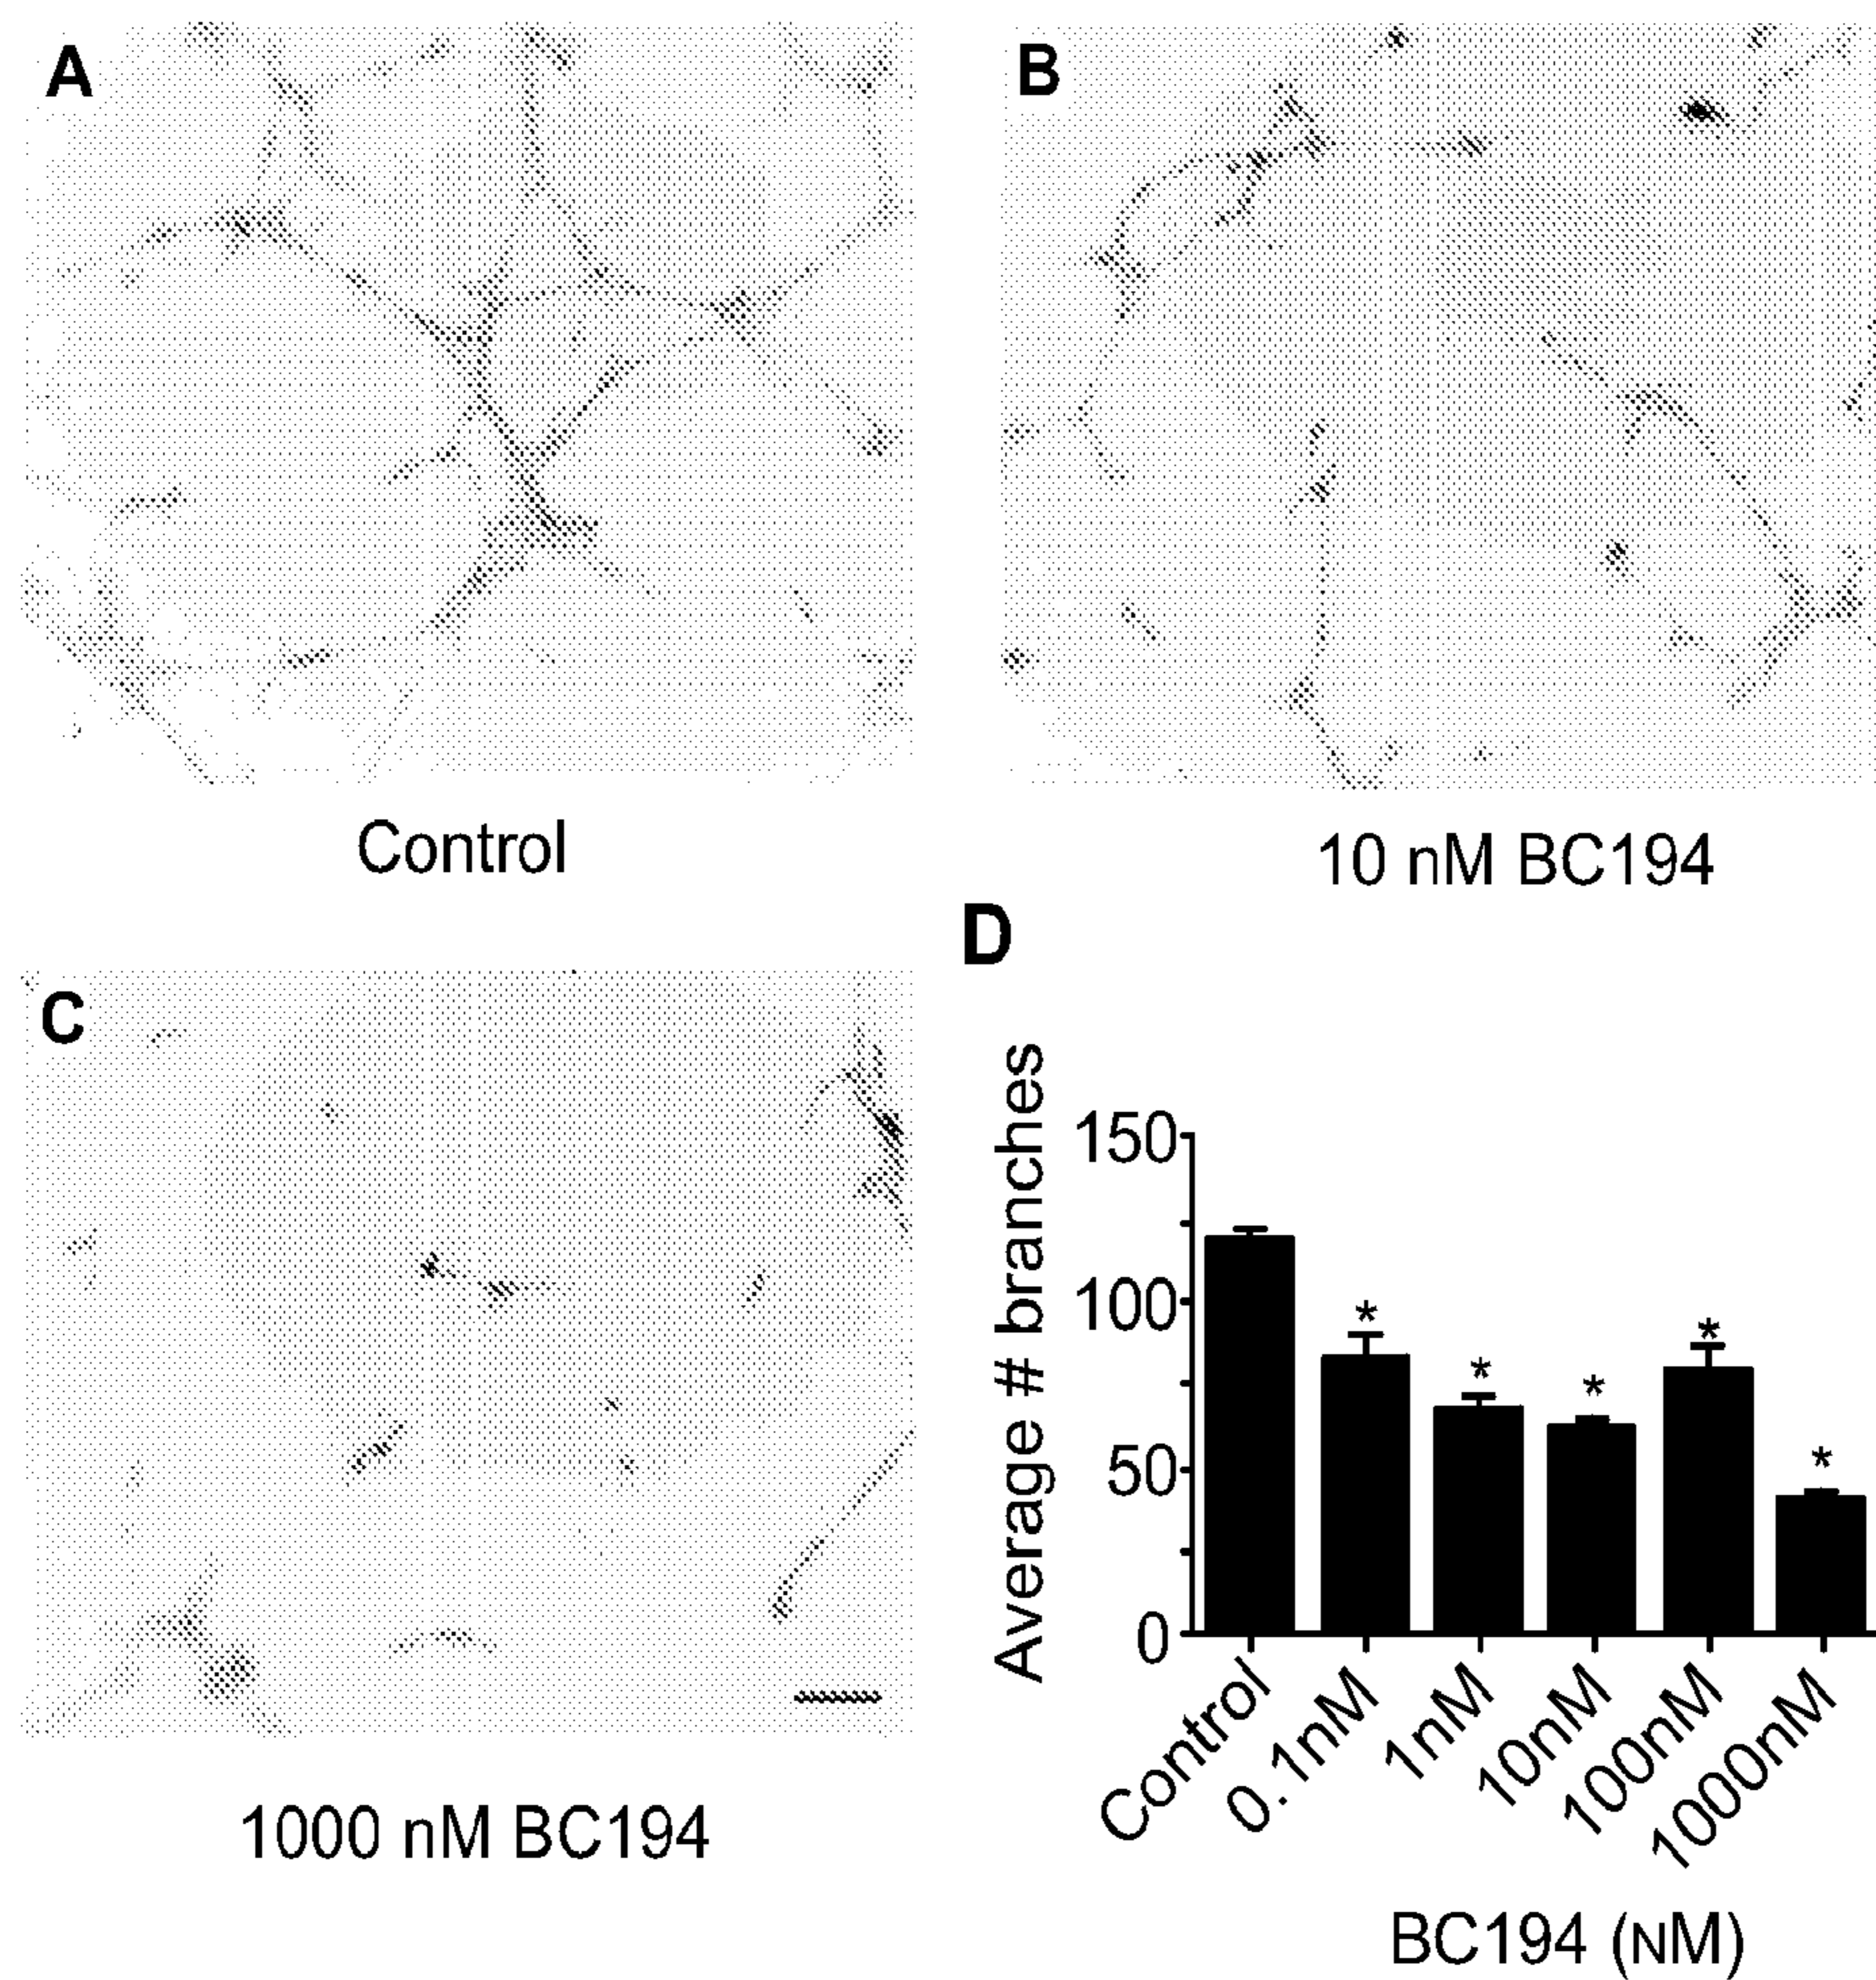 A
B
Control
10 nM BC194
C
D
1000 nM BC194
Average # branches
150
100
50
0
*
*
*
*
*
Control
0.1nM
1nM
10nM
100nM
1000nM
BC194 (NM)